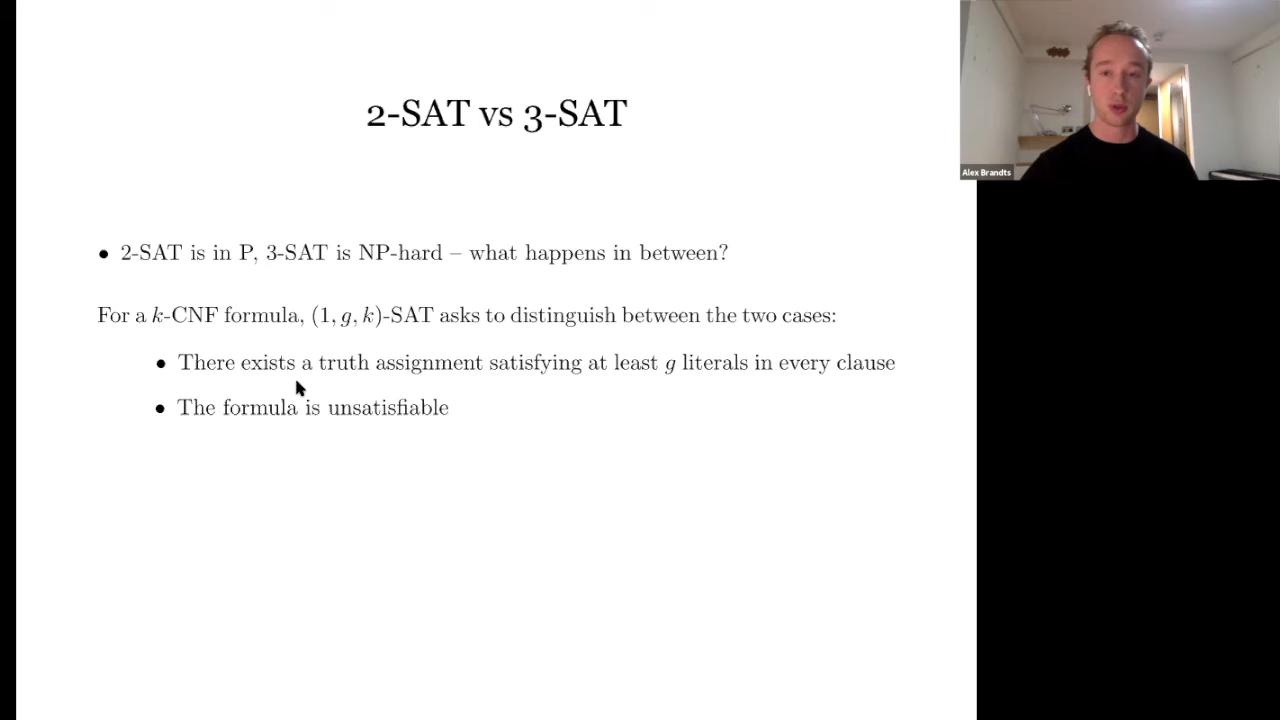 2-SAT vs 3-SAT
Alex Brandts
• 2-SAT is in P, 3-SAT is NP-hard – what happens in between?
For a k-CNF formula, (1, g, k)-SAT asks to distinguish between the two cases:
• There exists a truth assignment satisfying at least g literals in every clause
• The formula is unsatisfiable